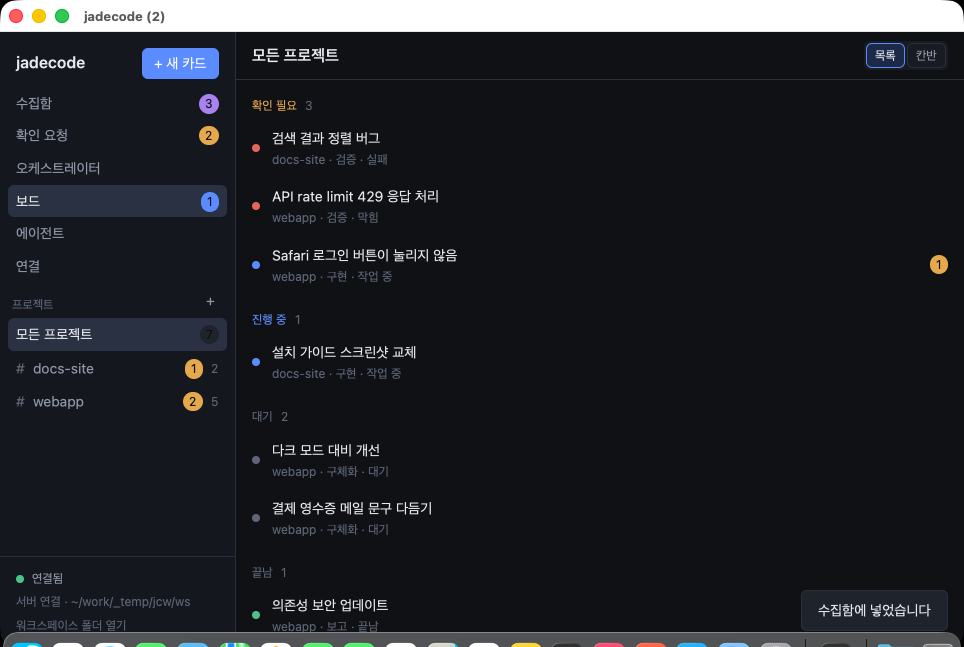 jadecode (2)
jadecode
+ 새 카드
수집함 3
확인 요청 2
오케스트레이터
보드 1
에이전트
연결
프로젝트 +
모든 프로젝트 7
# docs-site 1 2
# webapp 2 5
연결됨
서버 연결 · ~/work/_temp/jcw/ws
워크스페이스 폴더 열기
모든 프로젝트
목록 칸반
확인 필요 3
검색 결과 정렬 버그
docs-site · 검증 · 실패
API rate limit 429 응답 처리
webapp · 검증 · 막힘
Safari 로그인 버튼이 눌리지 않음 1
webapp · 구현 · 작업 중
진행 중 1
설치 가이드 스크린샷 교체
docs-site · 구현 · 작업 중
대기 2
다크 모드 대비 개선
webapp · 구체화 · 대기
결제 영수증 메일 문구 다듬기
webapp · 구체화 · 대기
끝남 1
의존성 보안 업데이트
webapp · 보고 · 끝남
수집함에 넣었습니다